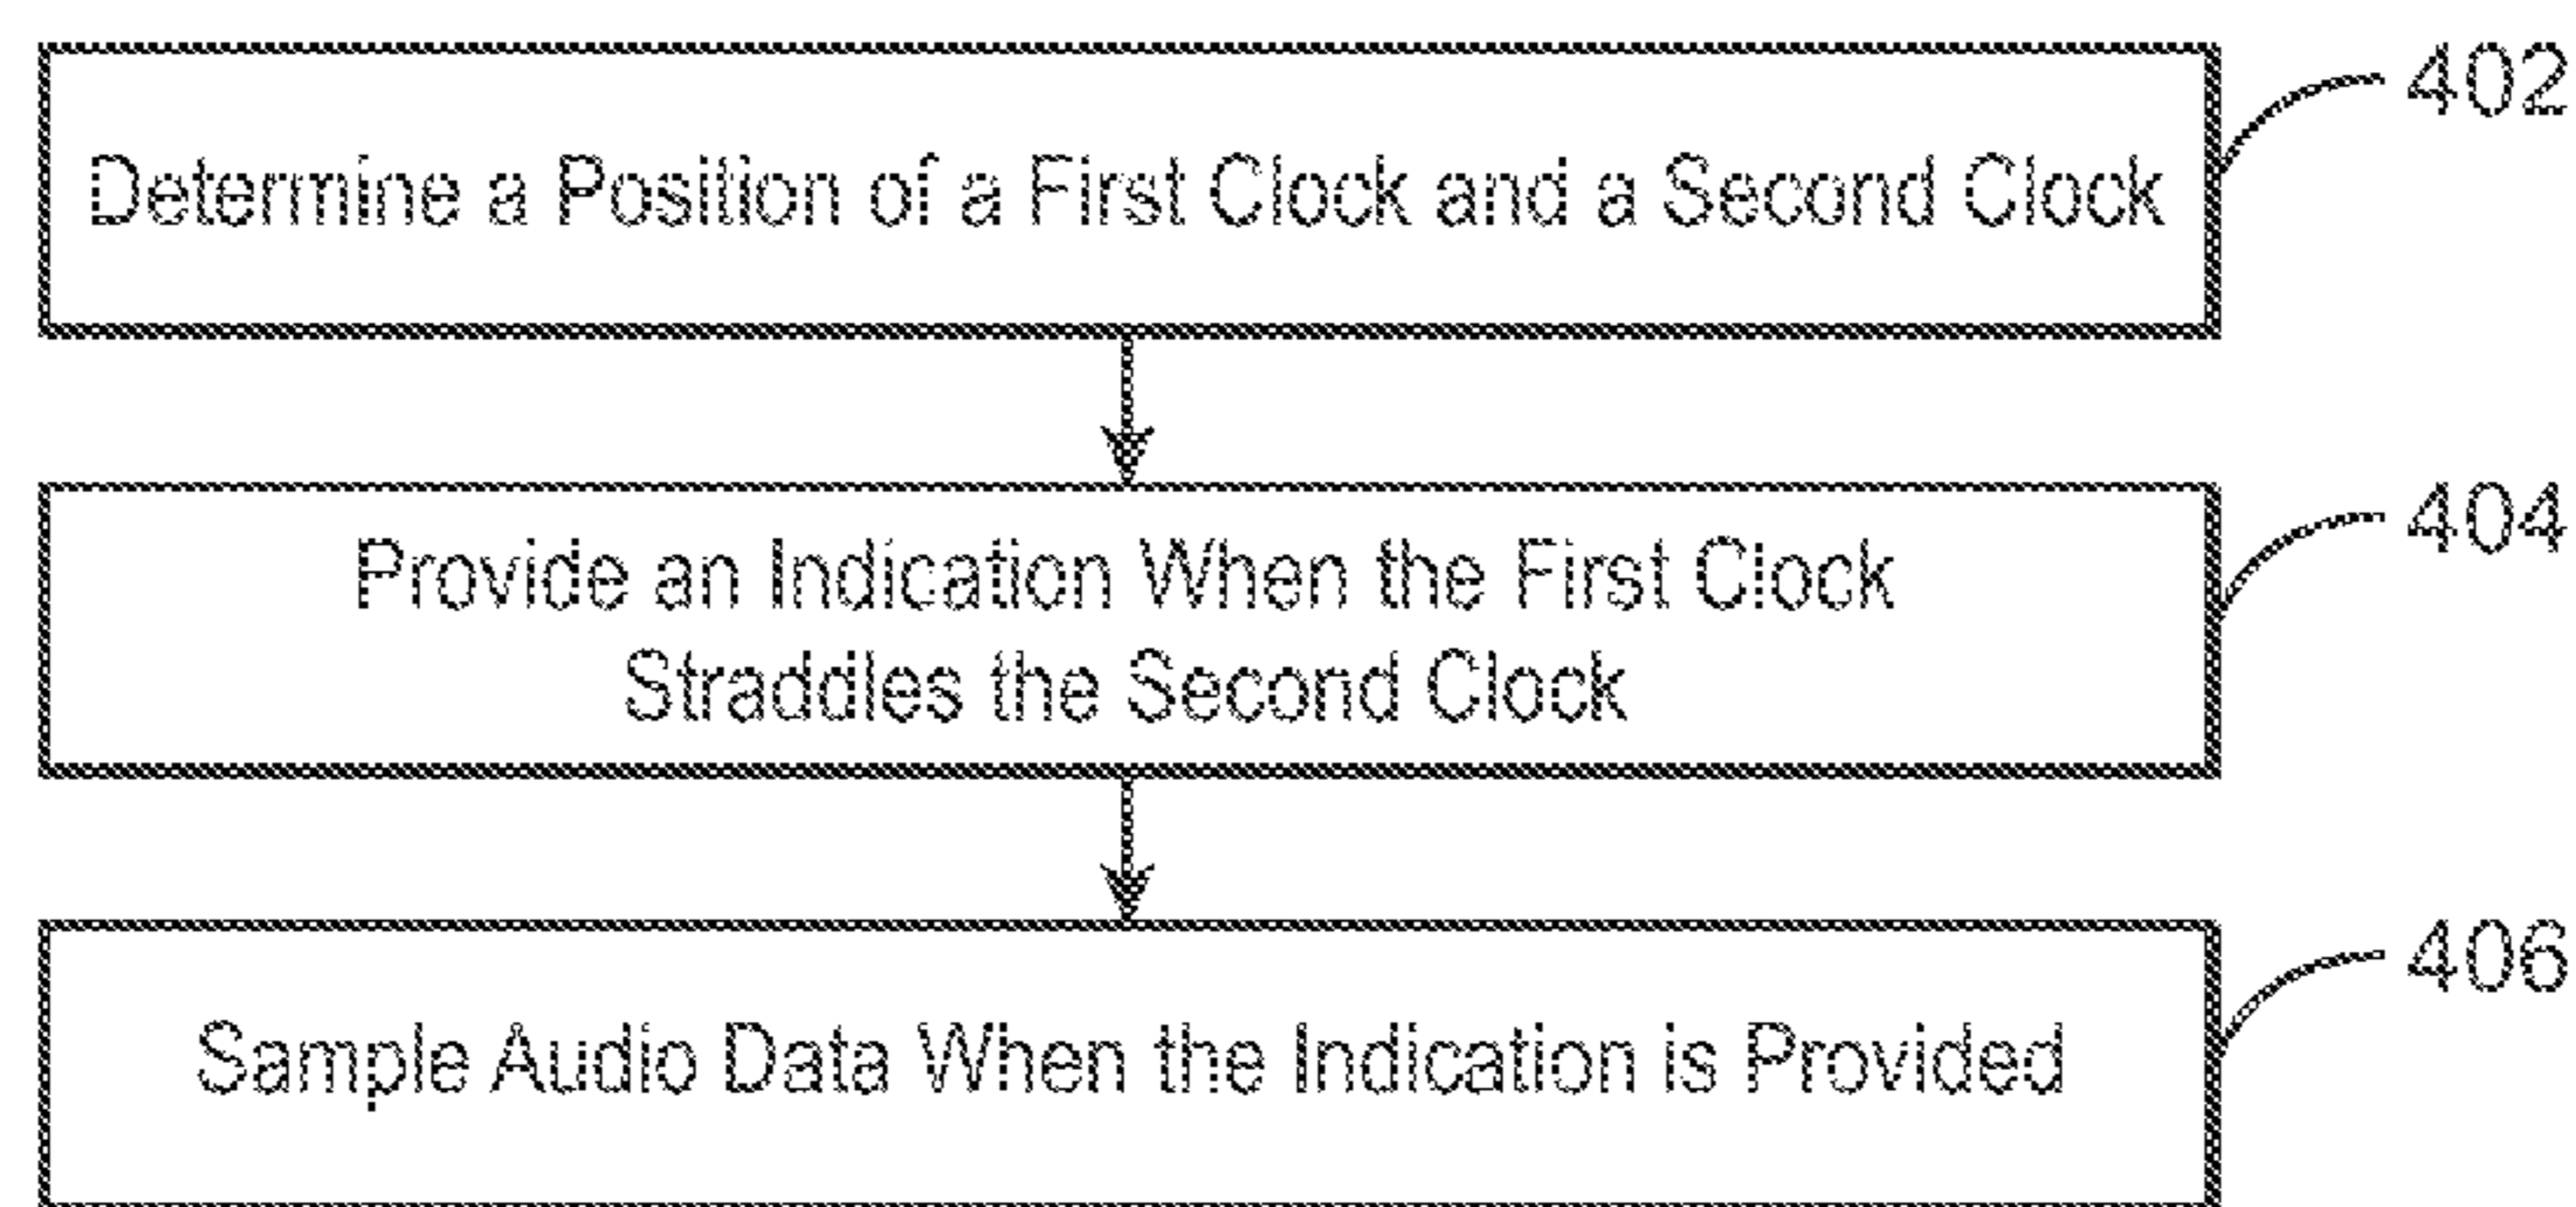 402
Determine a Position of a First Clock and a Second Clock
404
Provide an Indication When the First Clock
Straddles the Second Clock
406
Sample Audio Data When the Indication is Provided